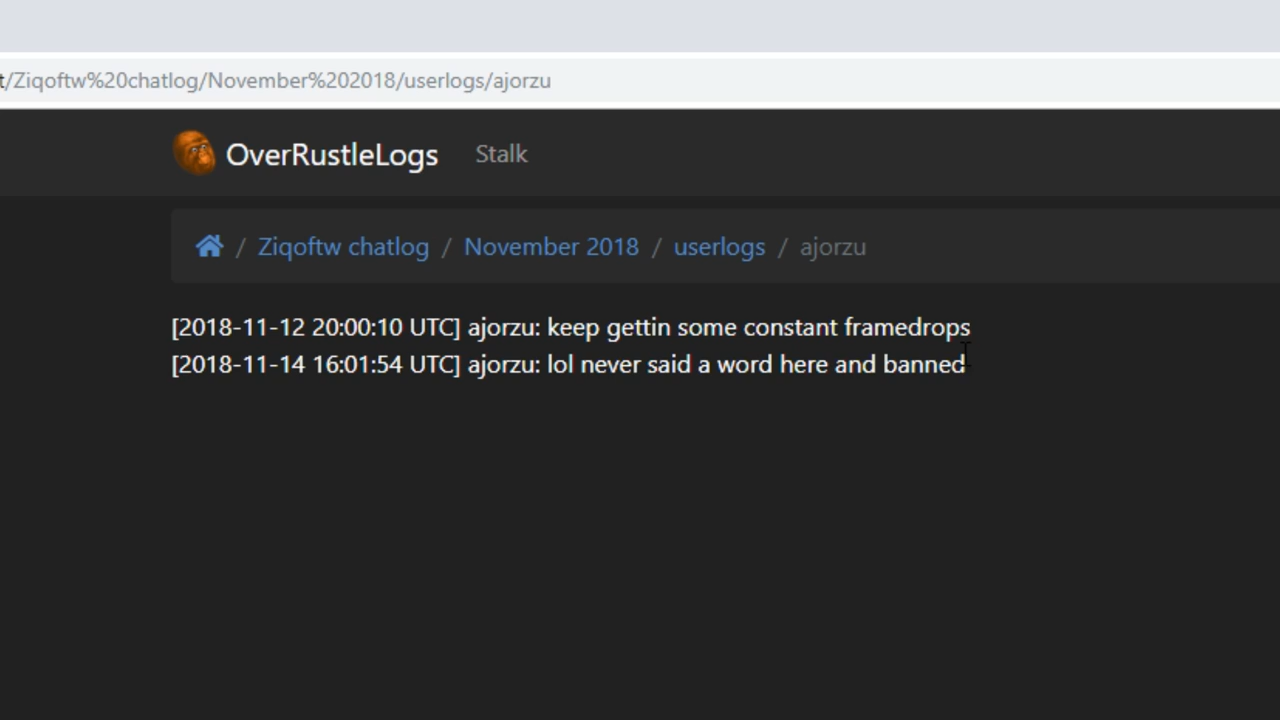 t/Ziqoftw%20chatlog/November%202018/userlogs/ajorzu
OverRustleLogs Stalk
/ Ziqoftw chatlog / November 2018 / userlogs / ajorzu
[2018-11-12 20:00:10 UTC] ajorzu: keep gettin some constant framedrops
[2018-11-14 16:01:54 UTC] ajorzu: lol never said a word here and banned